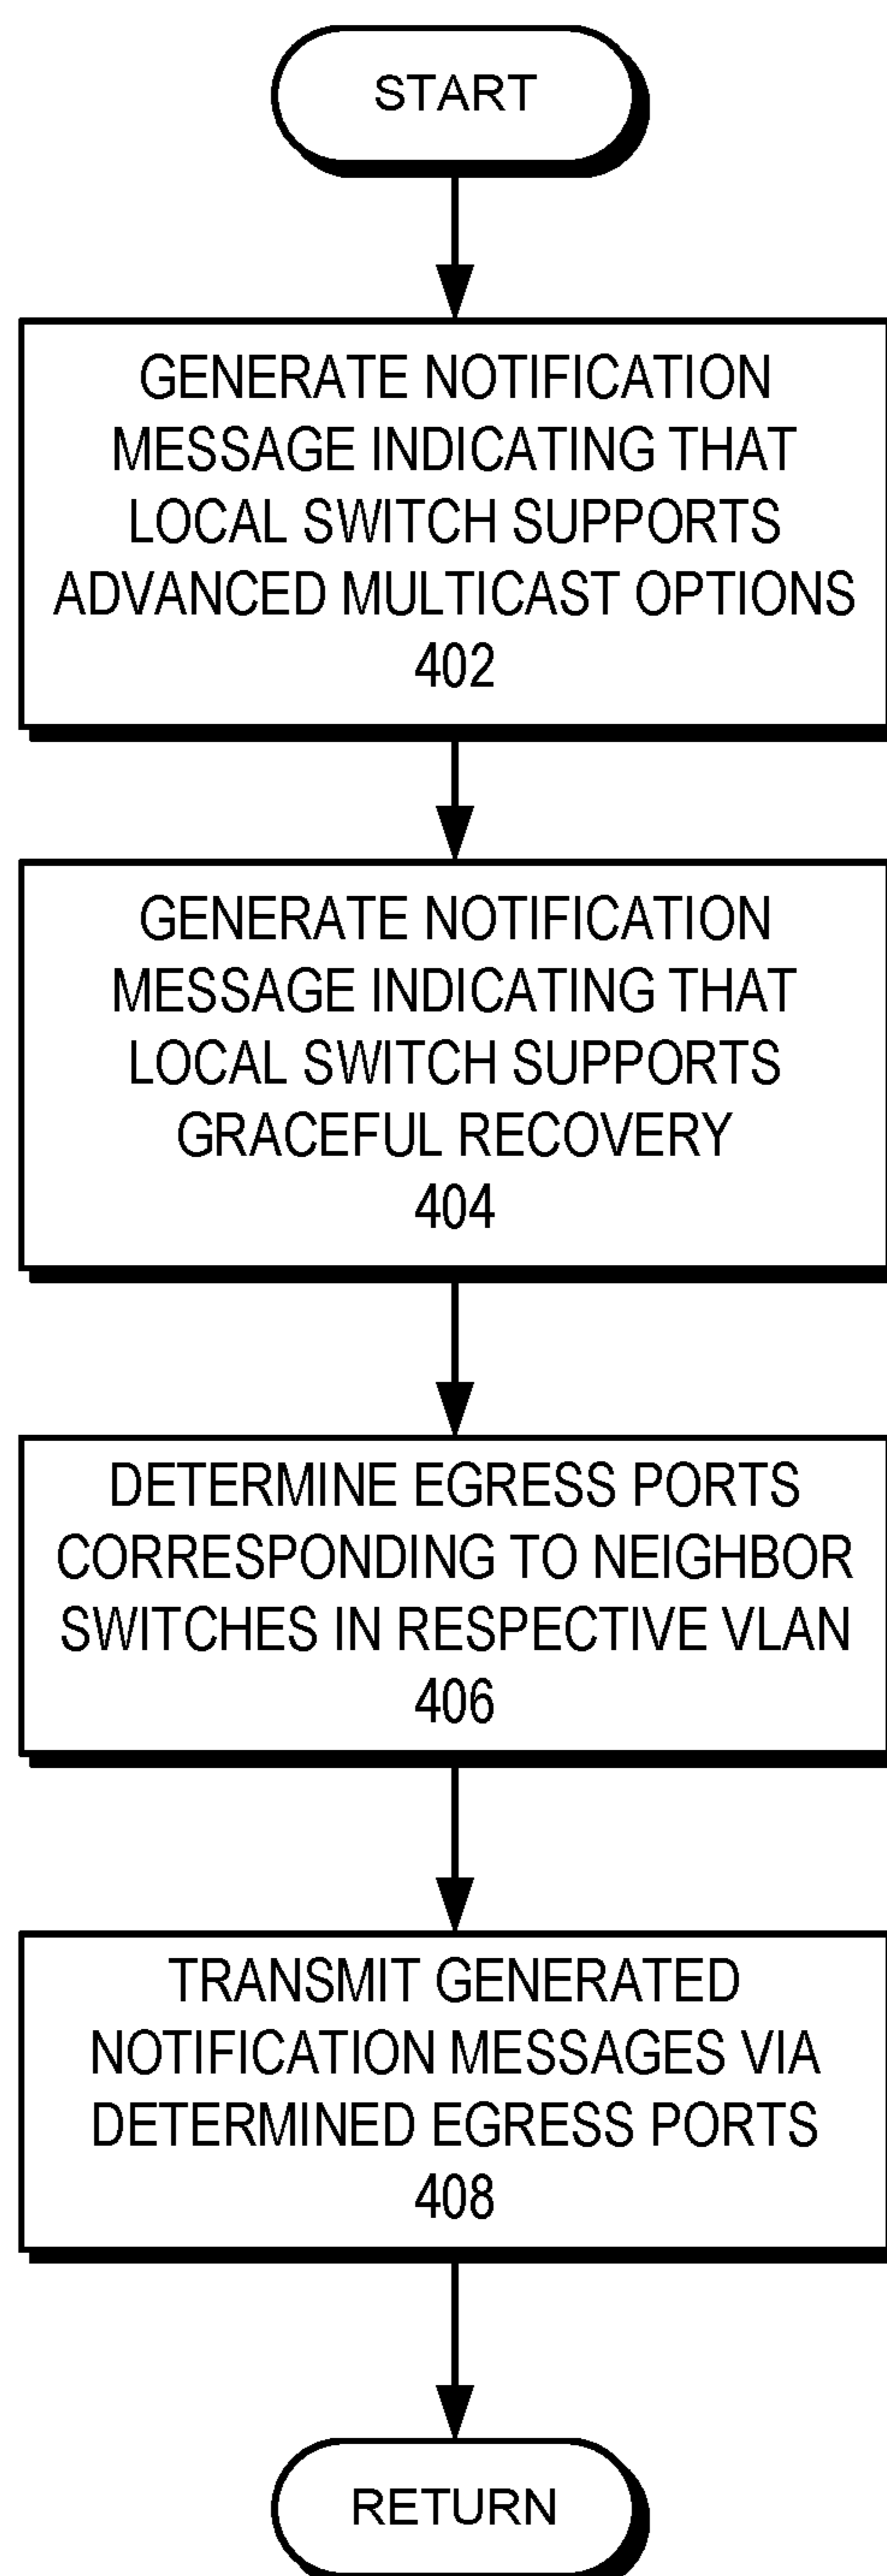 START
GENERATE NOTIFICATION
MESSAGE INDICATING THAT
LOCAL SWITCH SUPPORTS
ADVANCED MULTICAST OPTIONS
402
GENERATE NOTIFICATION
MESSAGE INDICATING THAT
LOCAL SWITCH SUPPORTS
GRACEFUL RECOVERY
404
DETERMINE EGRESS PORTS
CORRESPONDING TO NEIGHBOR
SWITCHES IN RESPECTIVE VLAN
406
TRANSMIT GENERATED
NOTIFICATION MESSAGES VIA
DETERMINED EGRESS PORTS
408
RETURN